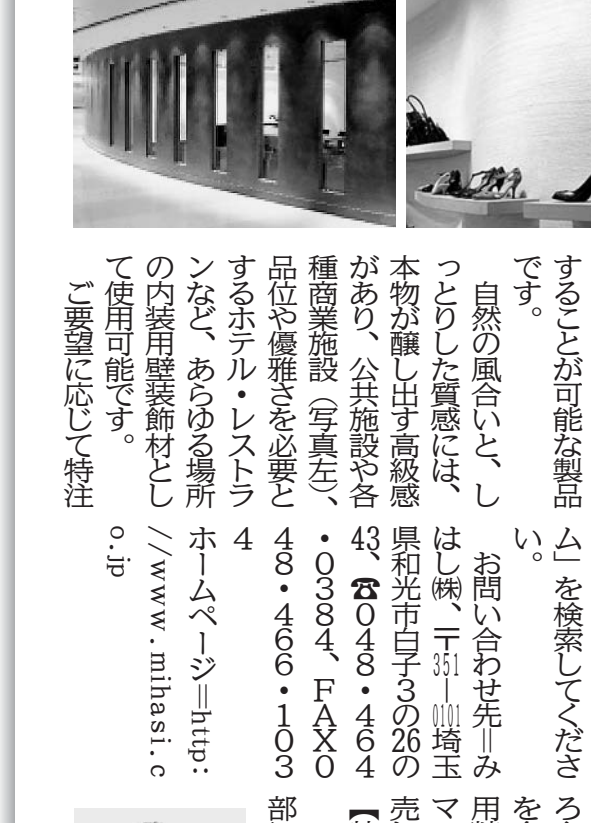 することが可能な製品
です。
　自然の風合いと、し
っとりした質感には、
本物が醸し出す高級感
があり、公共施設や各
種商業施設（写真左）、
品位や優雅さを必要と
するホテル・レストラ
ンなど、あらゆる場所
の内装用壁装飾材とし
て使用可能です。
　ご要望に応じて特注
ム」を検索してくださ
い。
　お問い合わせ先＝み
はし㈱、〒351―0101埼玉
県和光市白子3の26の
43、☎048・464
・0384、FAX0
48・466・103
4
ホームページ＝http:
//www.mihasi.c
o.jp